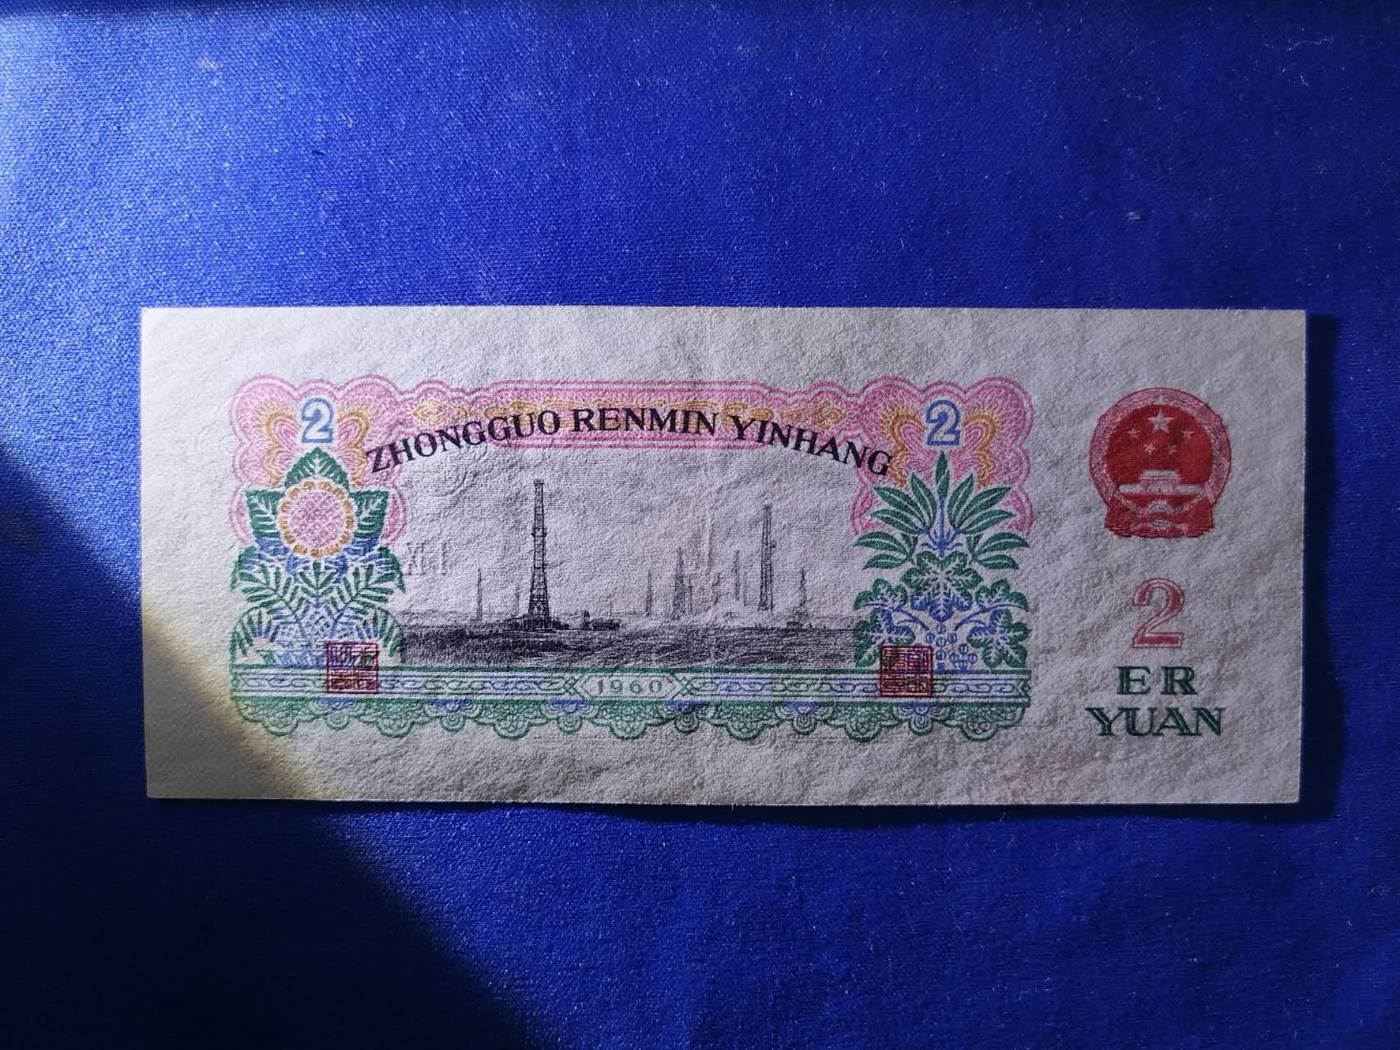 2
2
ZHONGGUO RENMIN YINHANG
1960
2
ER
YUAN